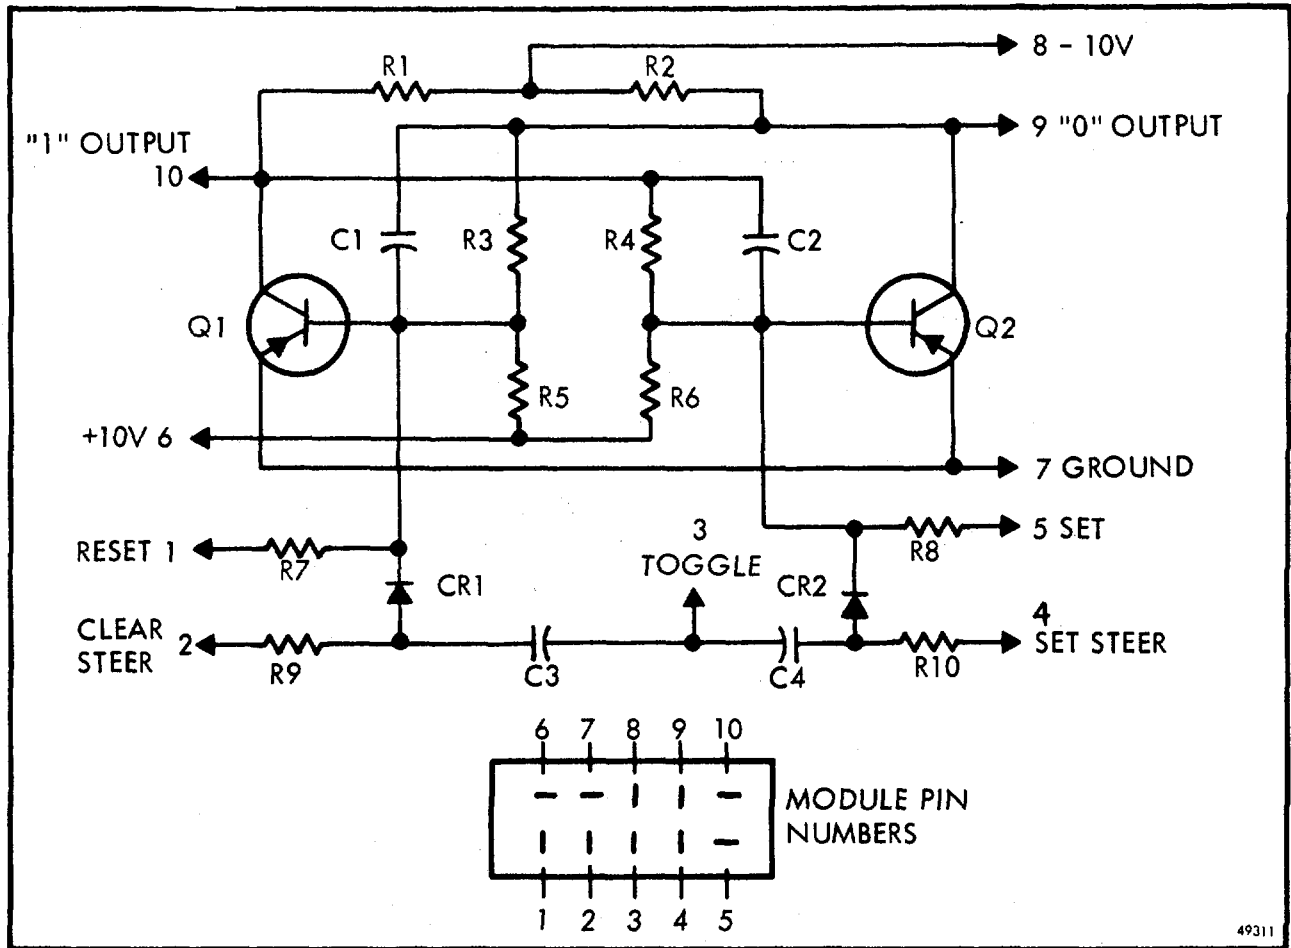 8 - 10V
R1
R2
9 "0" OUTPUT
"1" OUTPUT
10
C1
R3
R4
C2
Q1
Q2
R5
R6
+10V 6
7 GROUND
3
TOGGLE
5 SET
R8
RESET 1
R7
CR1
CR2
4
SET STEER
CLEAR
STEER 2
R9
C3
C4
R10
6 7 8 9 10
MODULE PIN
NUMBERS
1 2 3 4 5
49311